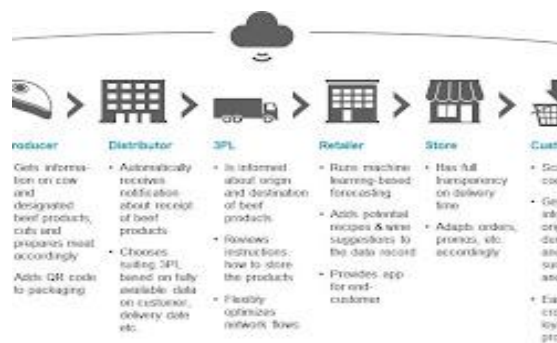 roducer
Gets informa-
tion on cow
and
designated
beef products,
cuts and
prepares meat
accordingly
Adds QR code
to packaging
Distributor
• Automatically
receives
notification
about receipt
of beef
products
• Chooses
suiting 3PL
based on fully
available data
on customer,
delivery date
etc.
3PL
• Is informed
about origin
and destination
of beef
products
• Reviews
instructions
how to store
the products
• Flexibly
optimizes
network flows
Retailer
• Runs machine
learning-based
forecasting
• Adds potential
recipes & wine
suggestions to
the data record
• Provides app
for end-
customer
Store
• Has full
transparency
on delivery
time
• Adapts orders,
promos, etc.
accordingly
Cust